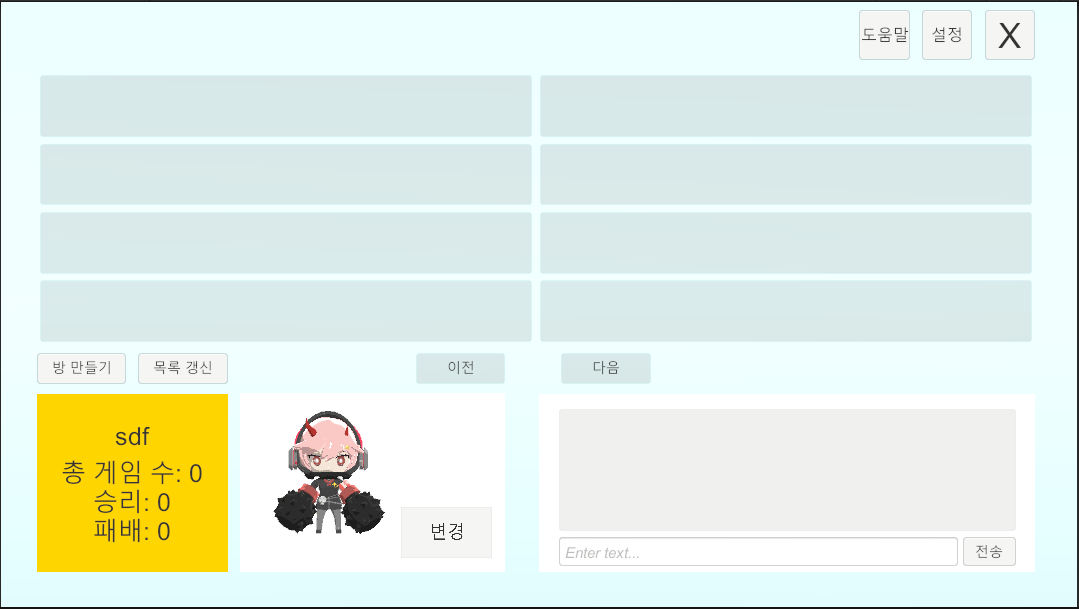 도움말
설정
X
방 만들기
목록 갱신
이전
다음
sdf
총 게임 수: 0
승리: 0
패배: 0
변경
Enter text...
전송